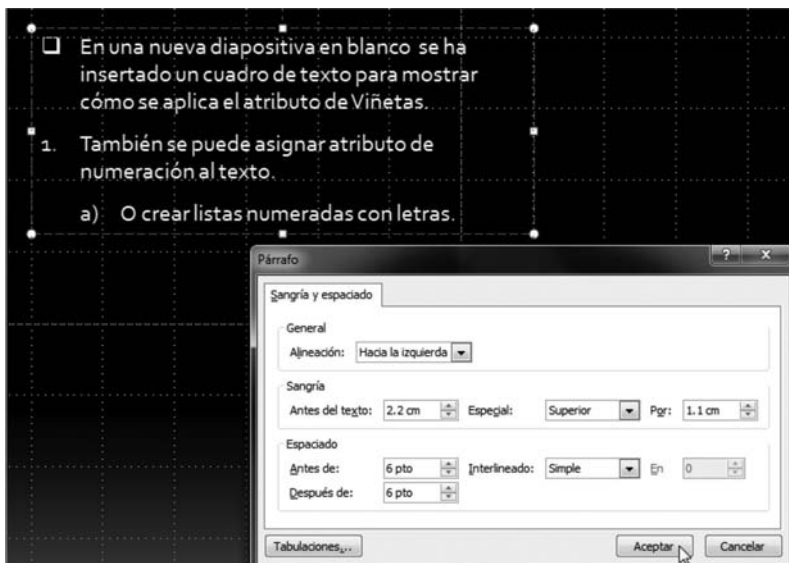 ❑ En una nueva diapositiva en blanco se ha
insertado un cuadro de texto para mostrar
cómo se aplica el atributo de Viñetas.
1. También se puede asignar atributo de
numeración al texto.
a) O crear listas numeradas con letras.
Párrafo ? X
Sangría y espaciado
General
Alineación: Hacia la izquierda
Sangría
Antes del texto: 2.2 cm Especial: Superior Por: 1.1 cm
Espaciado
Antes de: 6 pto Interlineado: Simple En 0
Después de: 6 pto
Tabulaciones... Aceptar Cancelar